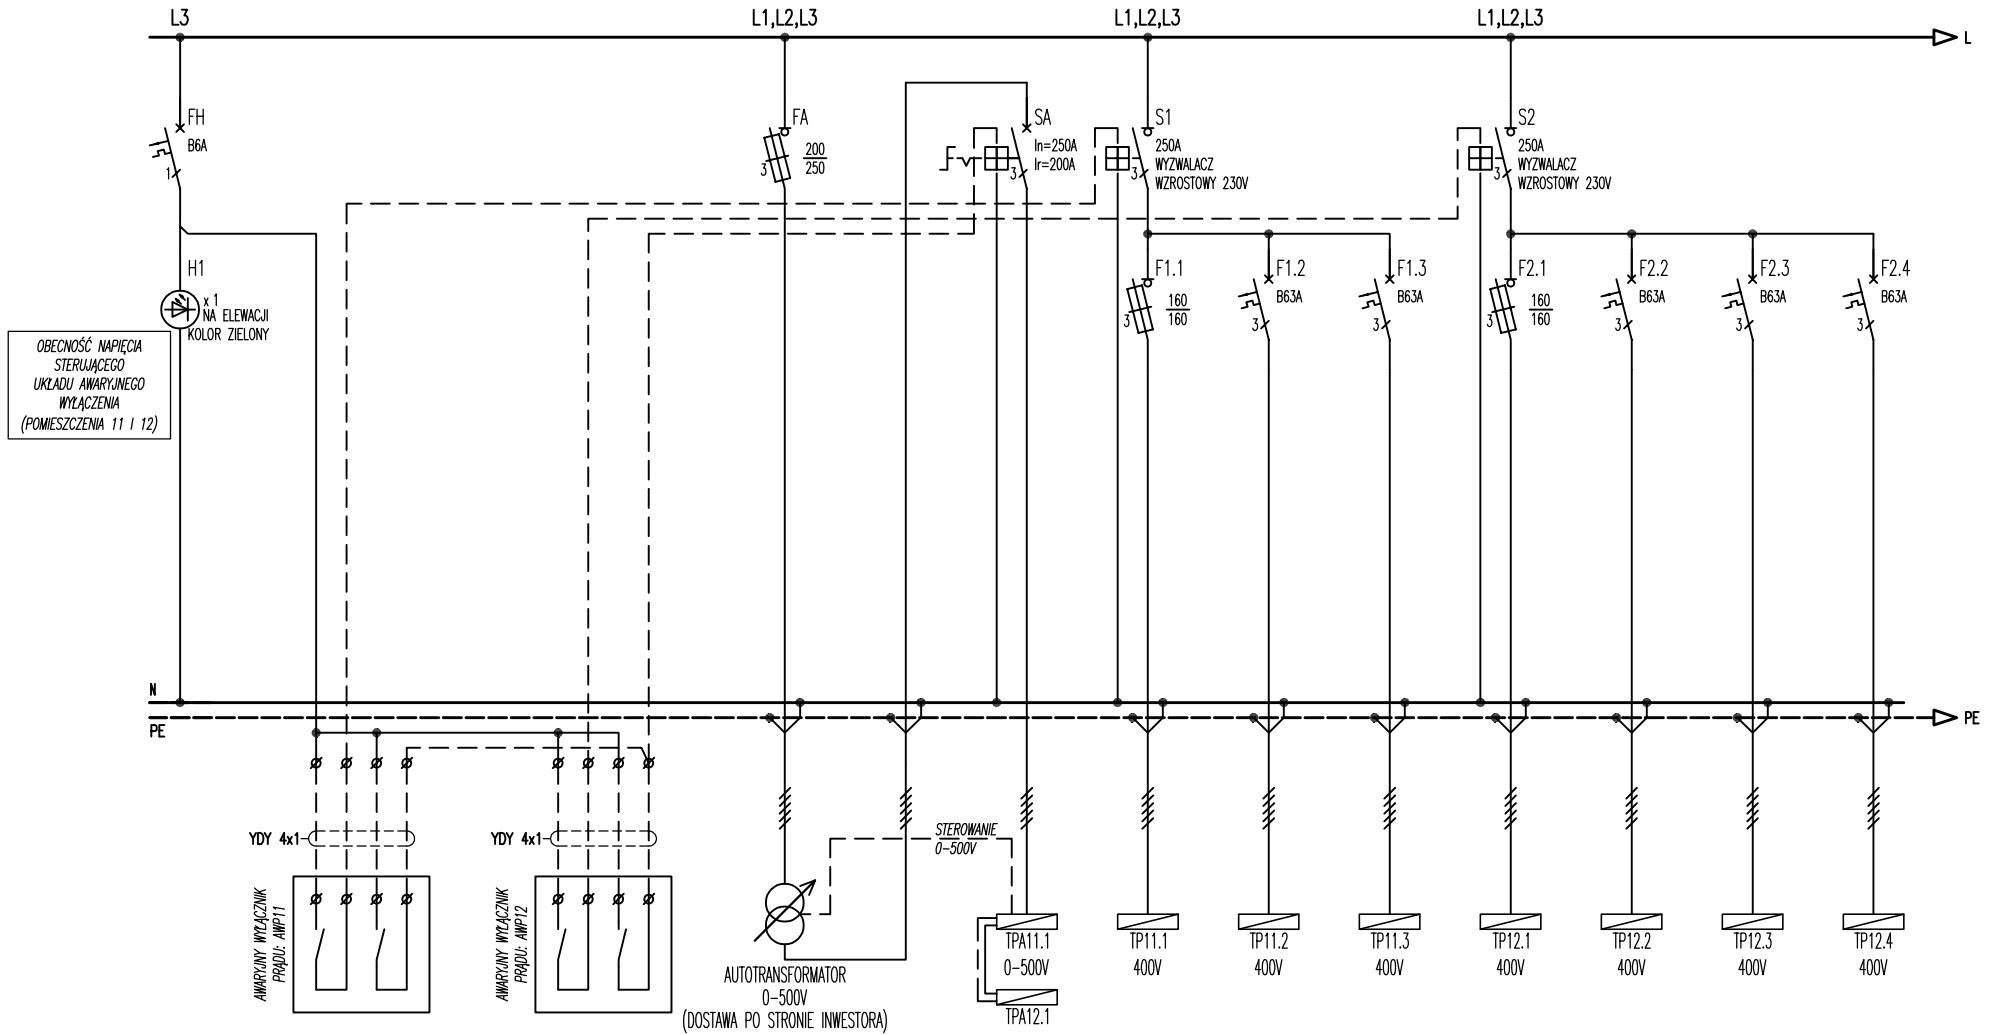 L3
L1,L2,L3
L1,L2,L3
L1,L2,L3
L
FH
B6A
1
FA
200
250
3
SA
In=250A
Ir=200A
3
S1
250A
WYZWALACZ
WZROSTOWY 230V
3
S2
250A
WYZWALACZ
WZROSTOWY 230V
3
H1
x 1
NA ELEWACJI
KOLOR ZIELONY
OBECNOŚĆ NAPIĘCIA
STERUJĄCEGO
UKŁADU AWARYJNEGO
WYŁĄCZENIA
(POMIESZCZENIA 11 I 12)
F1.1
160
160
3
F1.2
B63A
3
F1.3
B63A
3
F2.1
160
160
3
F2.2
B63A
3
F2.3
B63A
3
F2.4
B63A
3
N
PE
PE
YDY 4x1
YDY 4x1
STEROWANIE
0-500V
AWARYJNY WYŁĄCZNIK
PRĄDU: AWP11
AWARYJNY WYŁĄCZNIK
PRĄDU: AWP12
AUTOTRANSFORMATOR
0-500V
(DOSTAWA PO STRONIE INWESTORA)
TPA11.1
0-500V
TPA12.1
TP11.1
400V
TP11.2
400V
TP11.3
400V
TP12.1
400V
TP12.2
400V
TP12.3
400V
TP12.4
400V